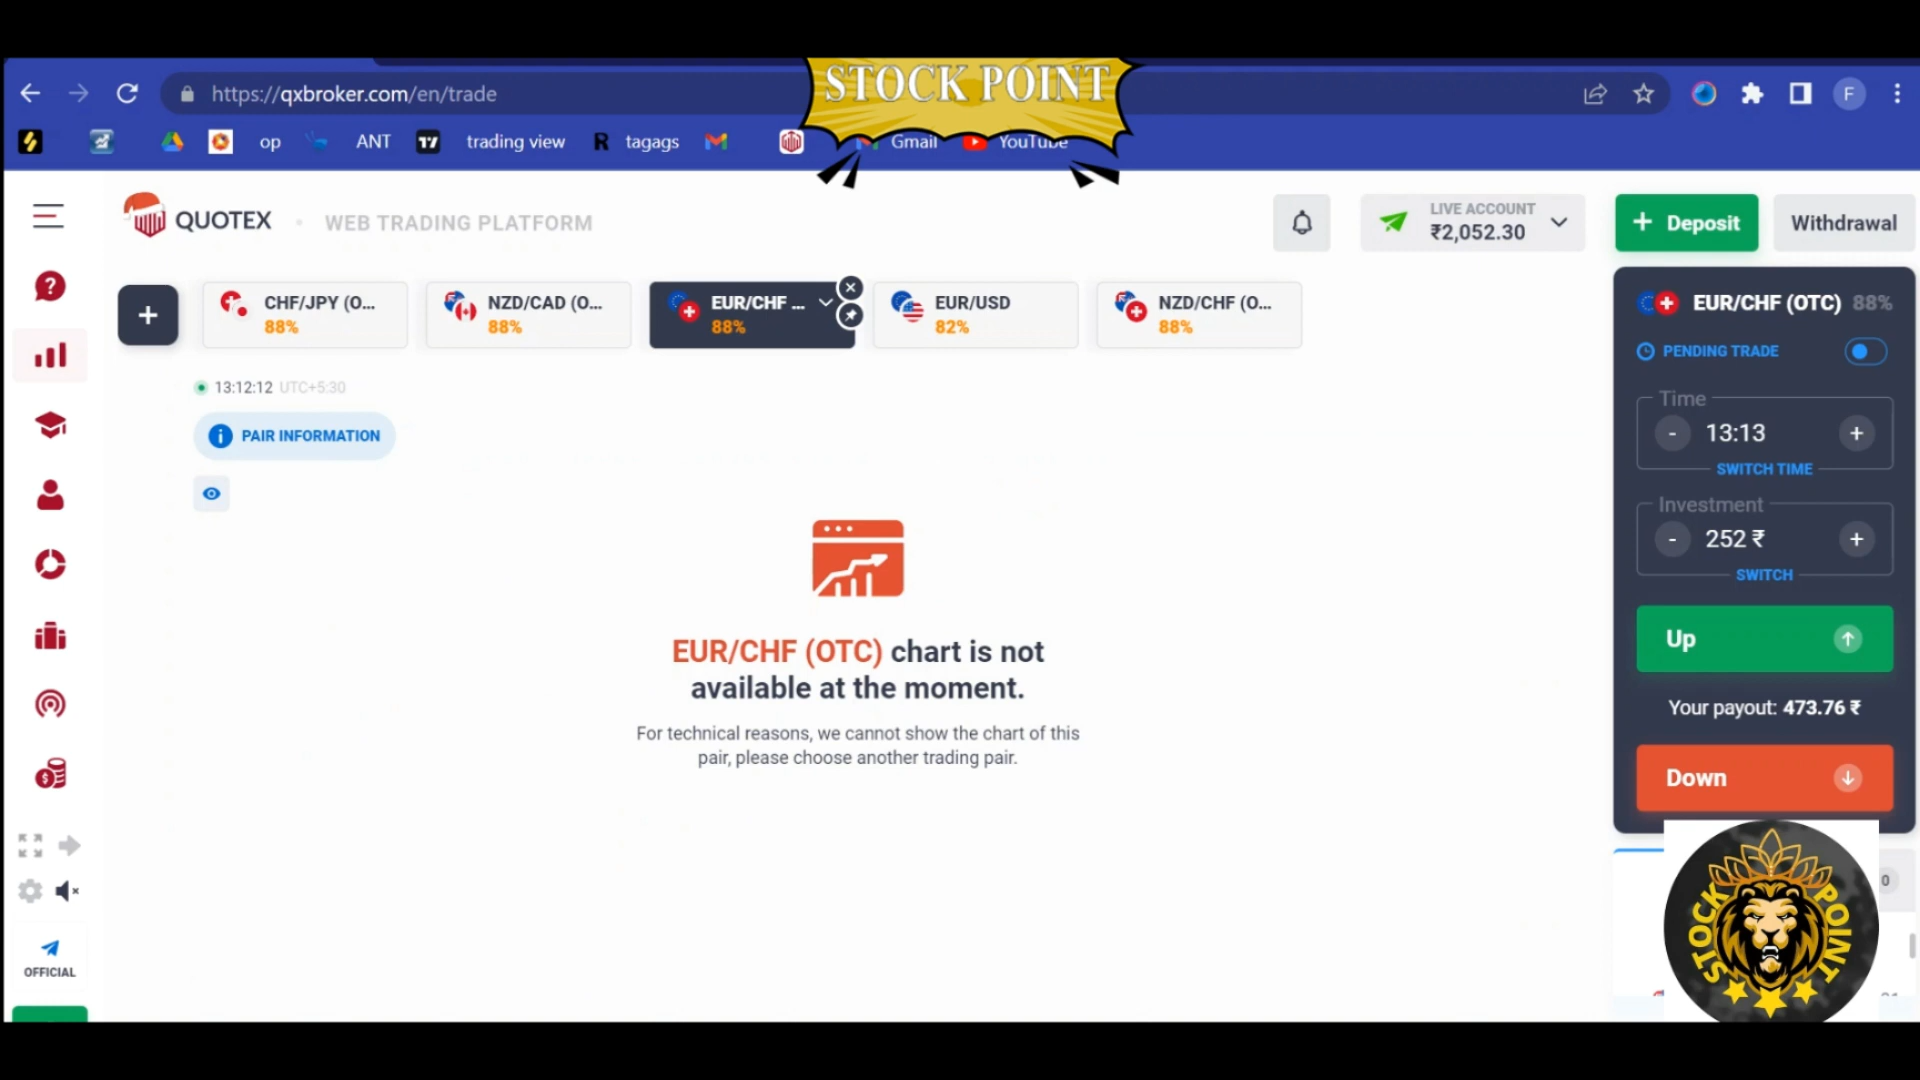 STOCK POINT
https://qxbroker.com/en/trade
F
op
ANT
trading view
R
tagags
Gmail
YouTube
QUOTEX
WEB TRADING PLATFORM
LIVE ACCOUNT
₹2,052.30
+ Deposit
Withdrawal
+
CHF/JPY (O...
88%
NZD/CAD (O...
88%
EUR/CHF ...
88%
EUR/USD
82%
NZD/CHF (O...
88%
EUR/CHF (OTC) 88%
PENDING TRADE
13:12:12 UTC+5:30
PAIR INFORMATION
Time
- 13:13 +
SWITCH TIME
Investment
- 252 ₹ +
SWITCH
Up
Your payout: 473.76 ₹
Down
EUR/CHF (OTC) chart is not
available at the moment.
For technical reasons, we cannot show the chart of this
pair, please choose another trading pair.
OFFICIAL
0
STOCK POINT